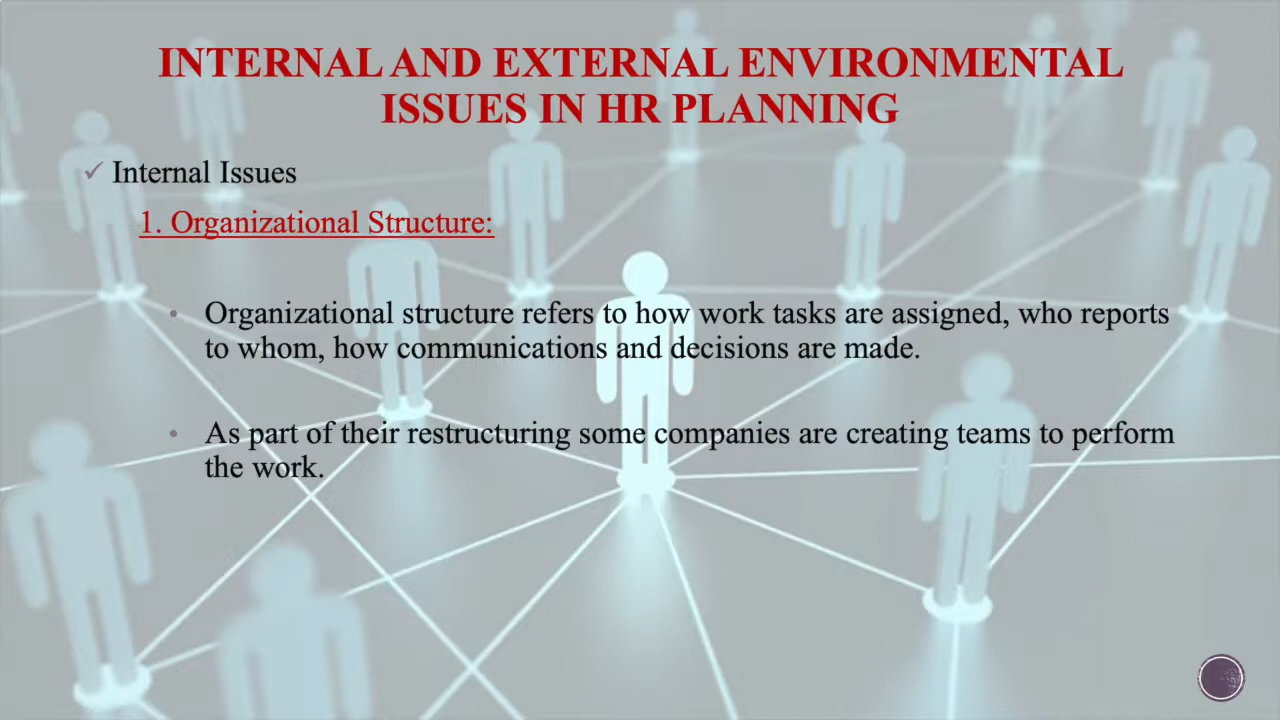 INTERNAL AND EXTERNAL ENVIRONMENTAL
ISSUES IN HR PLANNING
✓ Internal Issues
1. Organizational Structure:
• Organizational structure refers to how work tasks are assigned, who reports
to whom, how communications and decisions are made.
• As part of their restructuring some companies are creating teams to perform
the work.